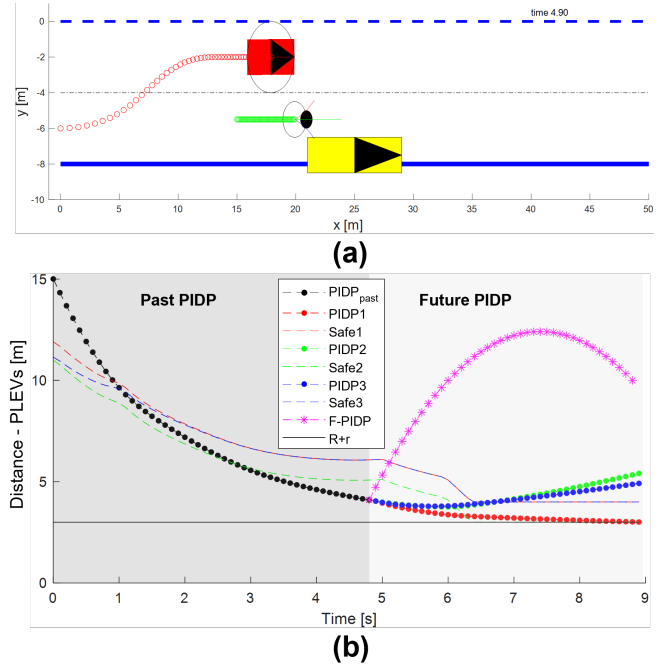 time 4.90
0
-2
-4
-6
-8
-10
y [m]
0 5 10 15 20 25 30 35 40 45 50
x [m]
(a)
15
10
5
0
Distance - PLEVs [m]
Past PIDP
Future PIDP
PIDPpast
PIDP1
Safe1
PIDP2
Safe2
PIDP3
Safe3
F-PIDP
R+r
0 1 2 3 4 5 6 7 8 9
Time [s]
(b)